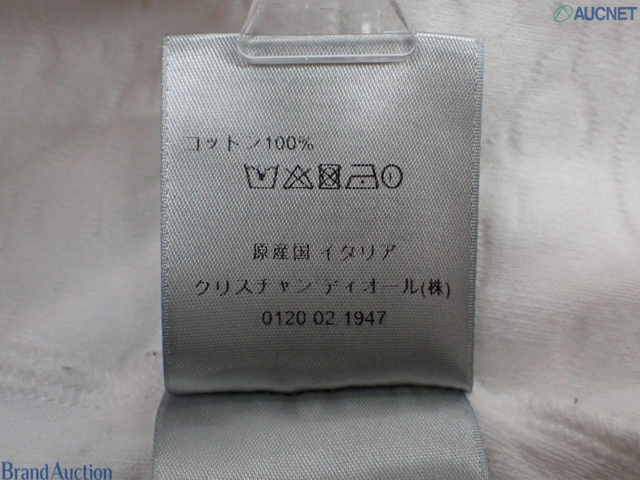 AUCNET
コットン100%
原産国 イタリア
クリスチャン ディオール(株)
0120 02 1947
Brand Auction